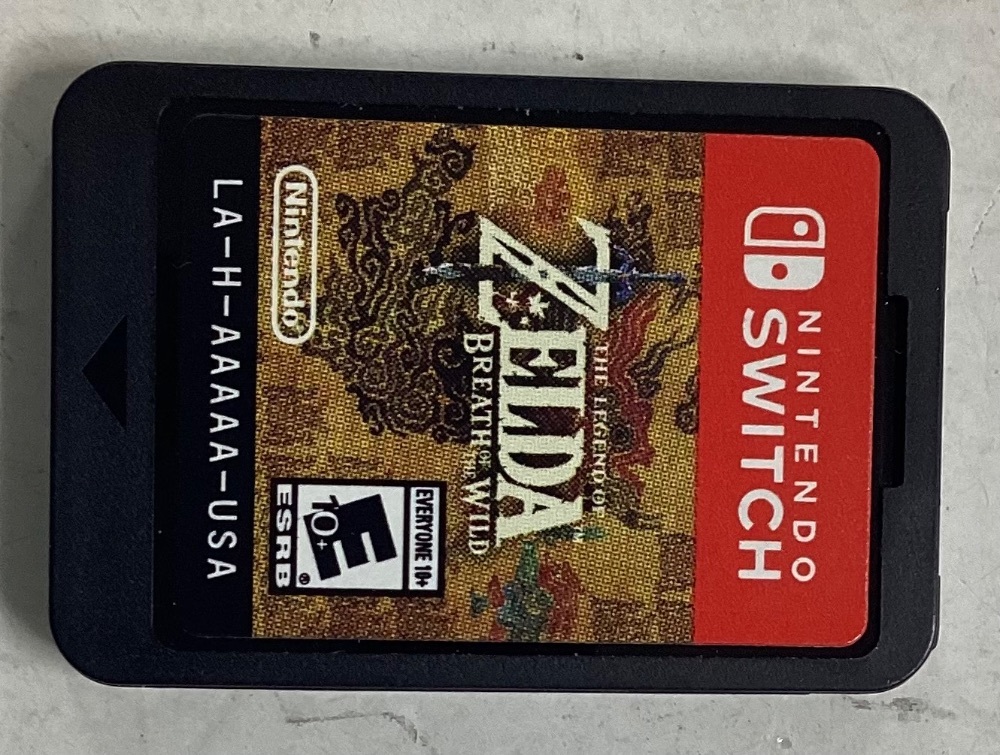 NINTENDO
SWITCH
THE LEGEND OF
ZELDA
BREATH OF THE WILD
EVERYONE 10+
E
10+
ESRB®
Nintendo®
LA-H-AAAAA-USA